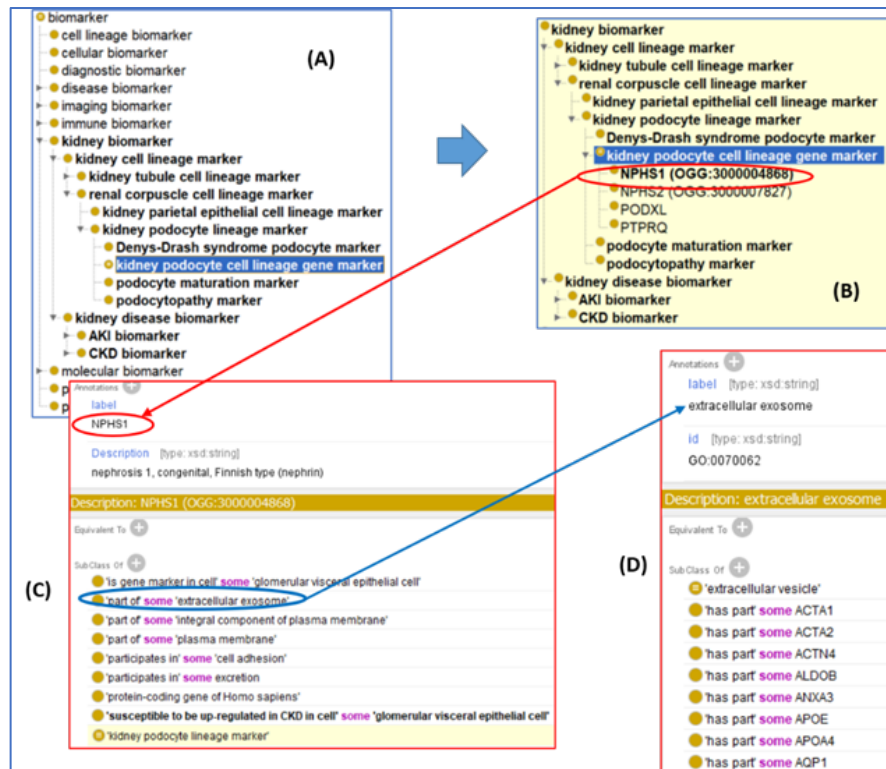 biomarker
cell lineage biomarker
cellular biomarker
diagnostic biomarker
disease biomarker
imaging biomarker
immune biomarker
kidney biomarker
kidney cell lineage marker
kidney tubule cell lineage marker
renal corpuscle cell lineage marker
kidney parietal epithelial cell lineage marker
kidney podocyte lineage marker
Denys-Drash syndrome podocyte marker
kidney podocyte cell lineage gene marker
podocyte maturation marker
podocytopathy marker
kidney disease biomarker
AKI biomarker
CKD biomarker
molecular biomarker
p
p
(A)
kidney biomarker
kidney cell lineage marker
kidney tubule cell lineage marker
renal corpuscle cell lineage marker
kidney parietal epithelial cell lineage marker
kidney podocyte lineage marker
Denys-Drash syndrome podocyte marker
kidney podocyte cell lineage gene marker
NPHS1 (OGG:3000004868)
NPHS2 (OGG:3000007827)
PODXL
PTPRQ
podocyte maturation marker
podocytopathy marker
kidney disease biomarker
AKI biomarker
CKD biomarker
(B)
Annotations
label
NPHS1
Description [type: xsd:string]
nephrosis 1, congenital, Finnish type (nephrin)
Description: NPHS1 (OGG:3000004868)
Equivalent To
SubClass Of
(C)
'is gene marker in cell' some 'glomerular visceral epithelial cell'
'part of' some 'extracellular exosome'
'part of' some 'integral component of plasma membrane'
'part of' some 'plasma membrane'
'participates in' some 'cell adhesion'
'participates in' some excretion
'protein-coding gene of Homo sapiens'
'susceptible to be up-regulated in CKD in cell' some 'glomerular visceral epithelial cell'
'kidney podocyte lineage marker'
Annotations
label [type: xsd:string]
extracellular exosome
id [type: xsd:string]
GO:0070062
Description: extracellular exosome
Equivalent To
(D)
SubClass Of
'extracellular vesicle'
'has part' some ACTA1
'has part' some ACTA2
'has part' some ACTN4
'has part' some ALDOB
'has part' some ANXA3
'has part' some APOE
'has part' some APOA4
'has part' some AQP1